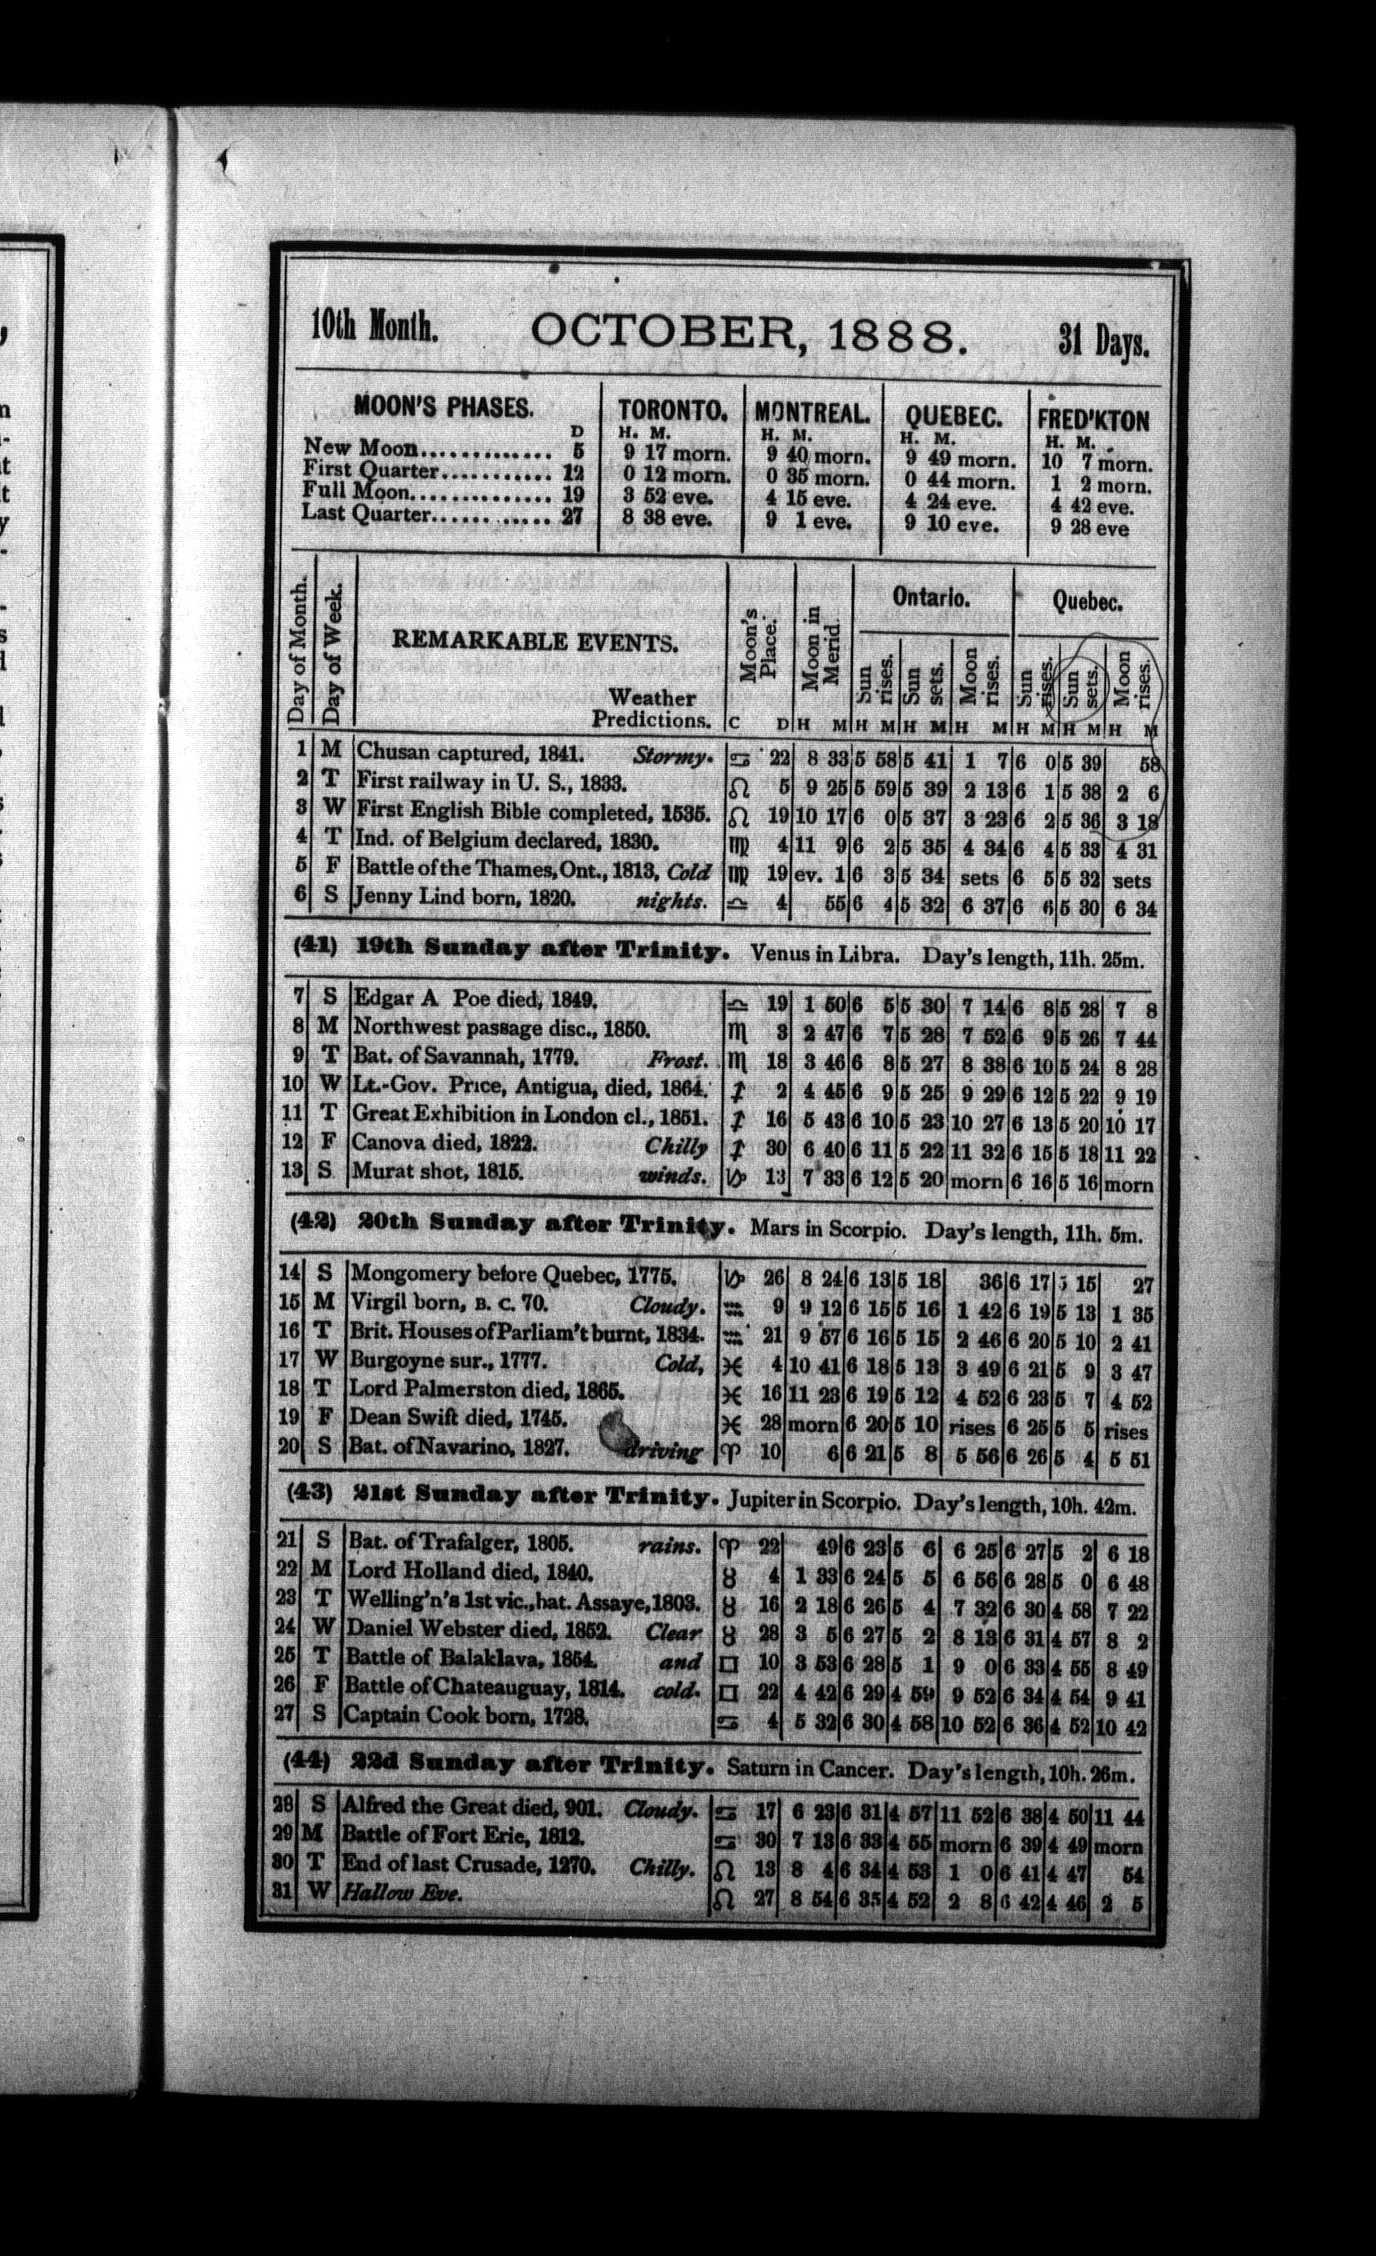 10th Month. OCTOBER, 1888. 31 Days.
MOON'S PHASES. TORONTO. MONTREAL. QUEBEC. FRED'KTON
D H. M. H. M. H. M. H. M.
New Moon............. 5 9 17 morn. 9 40 morn. 9 49 morn. 10 7 morn.
First Quarter........... 12 0 12 morn. 0 35 morn. 0 44 morn. 1 2 morn.
Full Moon.............. 19 3 52 eve. 4 15 eve. 4 24 eve. 4 42 eve.
Last Quarter............ 27 8 38 eve. 9 1 eve. 9 10 eve. 9 28 eve
Day of Month. Day of Week. REMARKABLE EVENTS. Weather Predictions. Moon's Place. Moon in Merid. Ontario. Quebec.
Sun rises. Sun sets. Moon rises. Sun rises. Sun sets. Moon rises.
C D H M H M H M H M H M H M H M
1 M Chusan captured, 1841. Stormy. ♋ 22 8 33 5 58 5 41 1 7 6 0 5 39 58
2 T First railway in U. S., 1833. ♌ 5 9 25 5 59 5 39 2 13 6 1 5 38 2 6
3 W First English Bible completed, 1535. ♌ 19 10 17 6 0 5 37 3 23 6 2 5 36 3 18
4 T Ind. of Belgium declared, 1830. ♍ 4 11 9 6 2 5 35 4 34 6 4 5 33 4 31
5 F Battle of the Thames, Ont., 1813, Cold ♍ 19 ev. 1 6 3 5 34 sets 6 5 5 32 sets
6 S Jenny Lind born, 1820. nights. ♎ 4 55 6 4 5 32 6 37 6 6 5 30 6 34
(41) 19th Sunday after Trinity. Venus in Libra. Day's length, 11h. 25m.
7 S Edgar A Poe died, 1849. ♎ 19 1 50 6 5 5 30 7 14 6 8 5 28 7 8
8 M Northwest passage disc., 1850. ♏ 3 2 47 6 7 5 28 7 52 6 9 5 26 7 44
9 T Bat. of Savannah, 1779. Frost. ♏ 18 3 46 6 8 5 27 8 38 6 10 5 24 8 28
10 W Lt.-Gov. Price, Antigua, died, 1864. ♐ 2 4 45 6 9 5 25 9 29 6 12 5 22 9 19
11 T Great Exhibition in London cl., 1851. ♐ 16 5 43 6 10 5 23 10 27 6 13 5 20 10 17
12 F Canova died, 1822. Chilly ♐ 30 6 40 6 11 5 22 11 32 6 15 5 18 11 22
13 S Murat shot, 1815. winds. ♑ 13 7 33 6 12 5 20 morn 6 16 5 16 morn
(42) 20th Sunday after Trinity. Mars in Scorpio. Day's length, 11h. 5m.
14 S Mongomery before Quebec, 1775. ♑ 26 8 24 6 13 5 18 36 6 17 5 15 27
15 M Virgil born, B. C. 70. Cloudy. ♒ 9 9 12 6 15 5 16 1 42 6 19 5 13 1 35
16 T Brit. Houses of Parliam't burnt, 1834. ♒ 21 9 57 6 16 5 15 2 46 6 20 5 10 2 41
17 W Burgoyne sur., 1777. Cold, ♓ 4 10 41 6 18 5 13 3 49 6 21 5 9 3 47
18 T Lord Palmerston died, 1865. ♓ 16 11 23 6 19 5 12 4 52 6 23 5 7 4 52
19 F Dean Swift died, 1745. ♓ 28 morn 6 20 5 10 rises 6 25 5 5 rises
20 S Bat. of Navarino, 1827. driving ♈ 10 6 6 21 5 8 5 56 6 26 5 4 5 51
(43) 21st Sunday after Trinity. Jupiter in Scorpio. Day's length, 10h. 42m.
21 S Bat. of Trafalger, 1805. rains. ♈ 22 49 6 23 5 6 6 25 6 27 5 2 6 18
22 M Lord Holland died, 1840. ♉ 4 1 33 6 24 5 5 6 56 6 28 5 0 6 48
23 T Welling'n's 1st vic., bat. Assaye, 1803. ♉ 16 2 18 6 26 5 4 7 32 6 30 4 58 7 22
24 W Daniel Webster died, 1852. Clear ♉ 28 3 5 6 27 5 2 8 13 6 31 4 57 8 2
25 T Battle of Balaklava, 1854. and ♊ 10 3 53 6 28 5 1 9 0 6 33 4 55 8 49
26 F Battle of Chateauguay, 1814. cold. ♊ 22 4 42 6 29 4 59 9 52 6 34 4 54 9 41
27 S Captain Cook born, 1728. ♋ 4 5 32 6 30 4 58 10 52 6 36 4 52 10 42
(44) 22d Sunday after Trinity. Saturn in Cancer. Day's length, 10h. 26m.
28 S Alfred the Great died, 901. Cloudy. ♋ 17 6 23 6 31 4 57 11 52 6 38 4 50 11 44
29 M Battle of Fort Erie, 1812. ♋ 30 7 13 6 33 4 55 morn 6 39 4 49 morn
30 T End of last Crusade, 1270. Chilly. ♌ 13 8 4 6 34 4 53 1 0 6 41 4 47 54
31 W Hallow Eve. ♌ 27 8 54 6 35 4 52 2 8 6 42 4 46 2 5